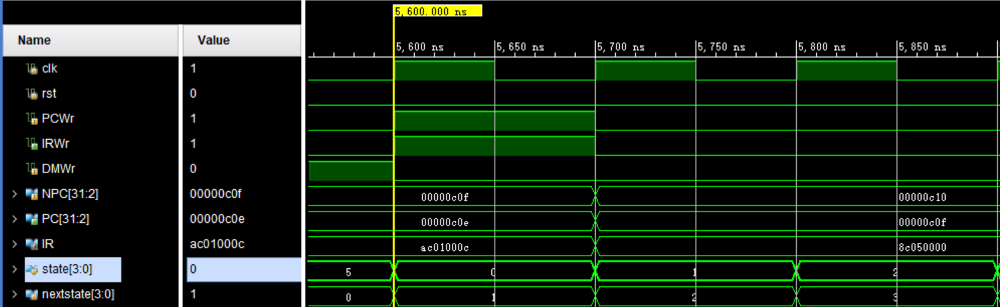 5,600.000 ns
Name Value
5,600 ns 5,650 ns 5,700 ns 5,750 ns 5,800 ns 5,850 ns
clk 1
rst 0
PCWr 1
IRWr 1
DMWr 0
NPC[31:2] 00000c0f 00000c0f 00000c10
PC[31:2] 00000c0e 00000c0e 00000c0f
IR ac01000c ac01000c 8c050000
state[3:0] 0 5 0 1 2
nextstate[3:0] 1 0 1 2 3